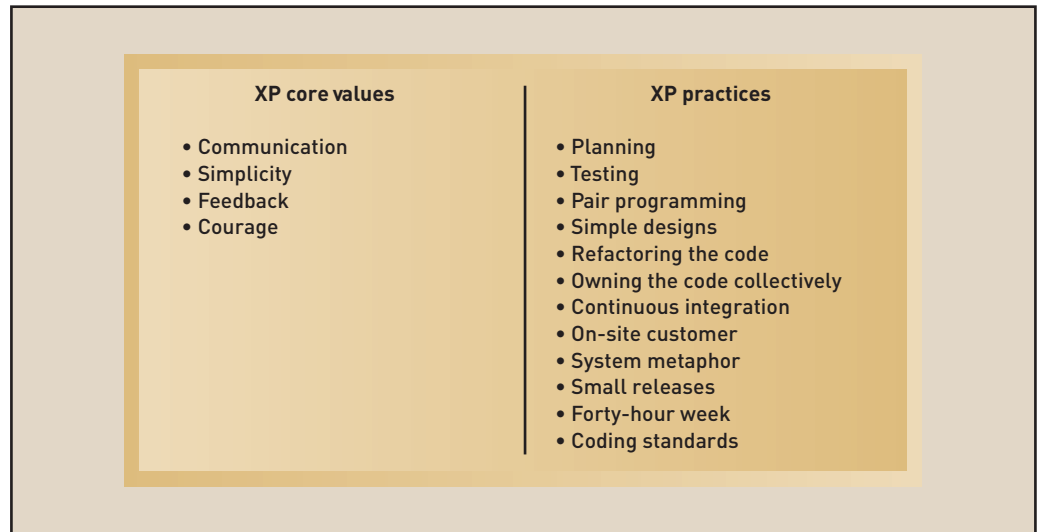 XP core values
• Communication
• Simplicity
• Feedback
• Courage
XP practices
• Planning
• Testing
• Pair programming
• Simple designs
• Refactoring the code
• Owning the code collectively
• Continuous integration
• On-site customer
• System metaphor
• Small releases
• Forty-hour week
• Coding standards